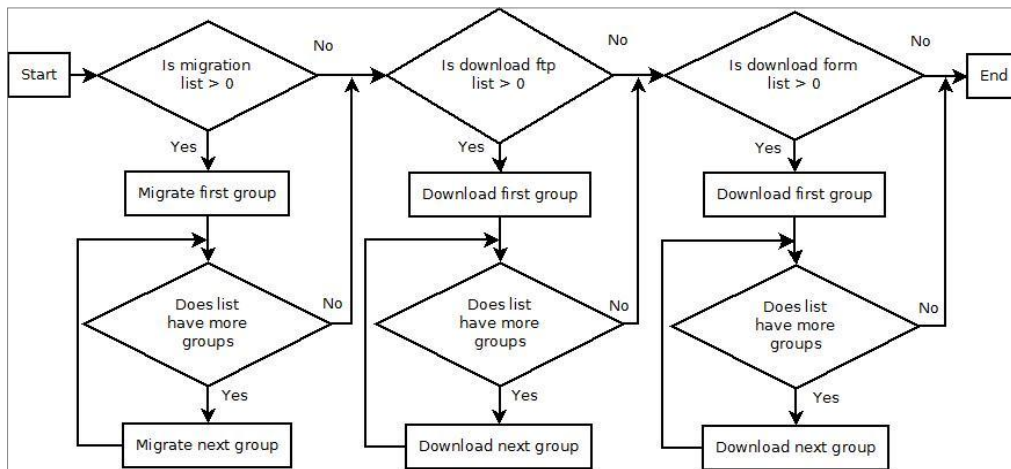 Start
Is migration
list > 0
No
Yes
Migrate first group
Does list
have more
groups
No
Yes
Migrate next group
Is download ftp
list > 0
No
Yes
Download first group
Does list
have more
groups
No
Yes
Download next group
Is download form
list > 0
No
Yes
Download first group
Does list
have more
groups
No
Yes
Download next group
End